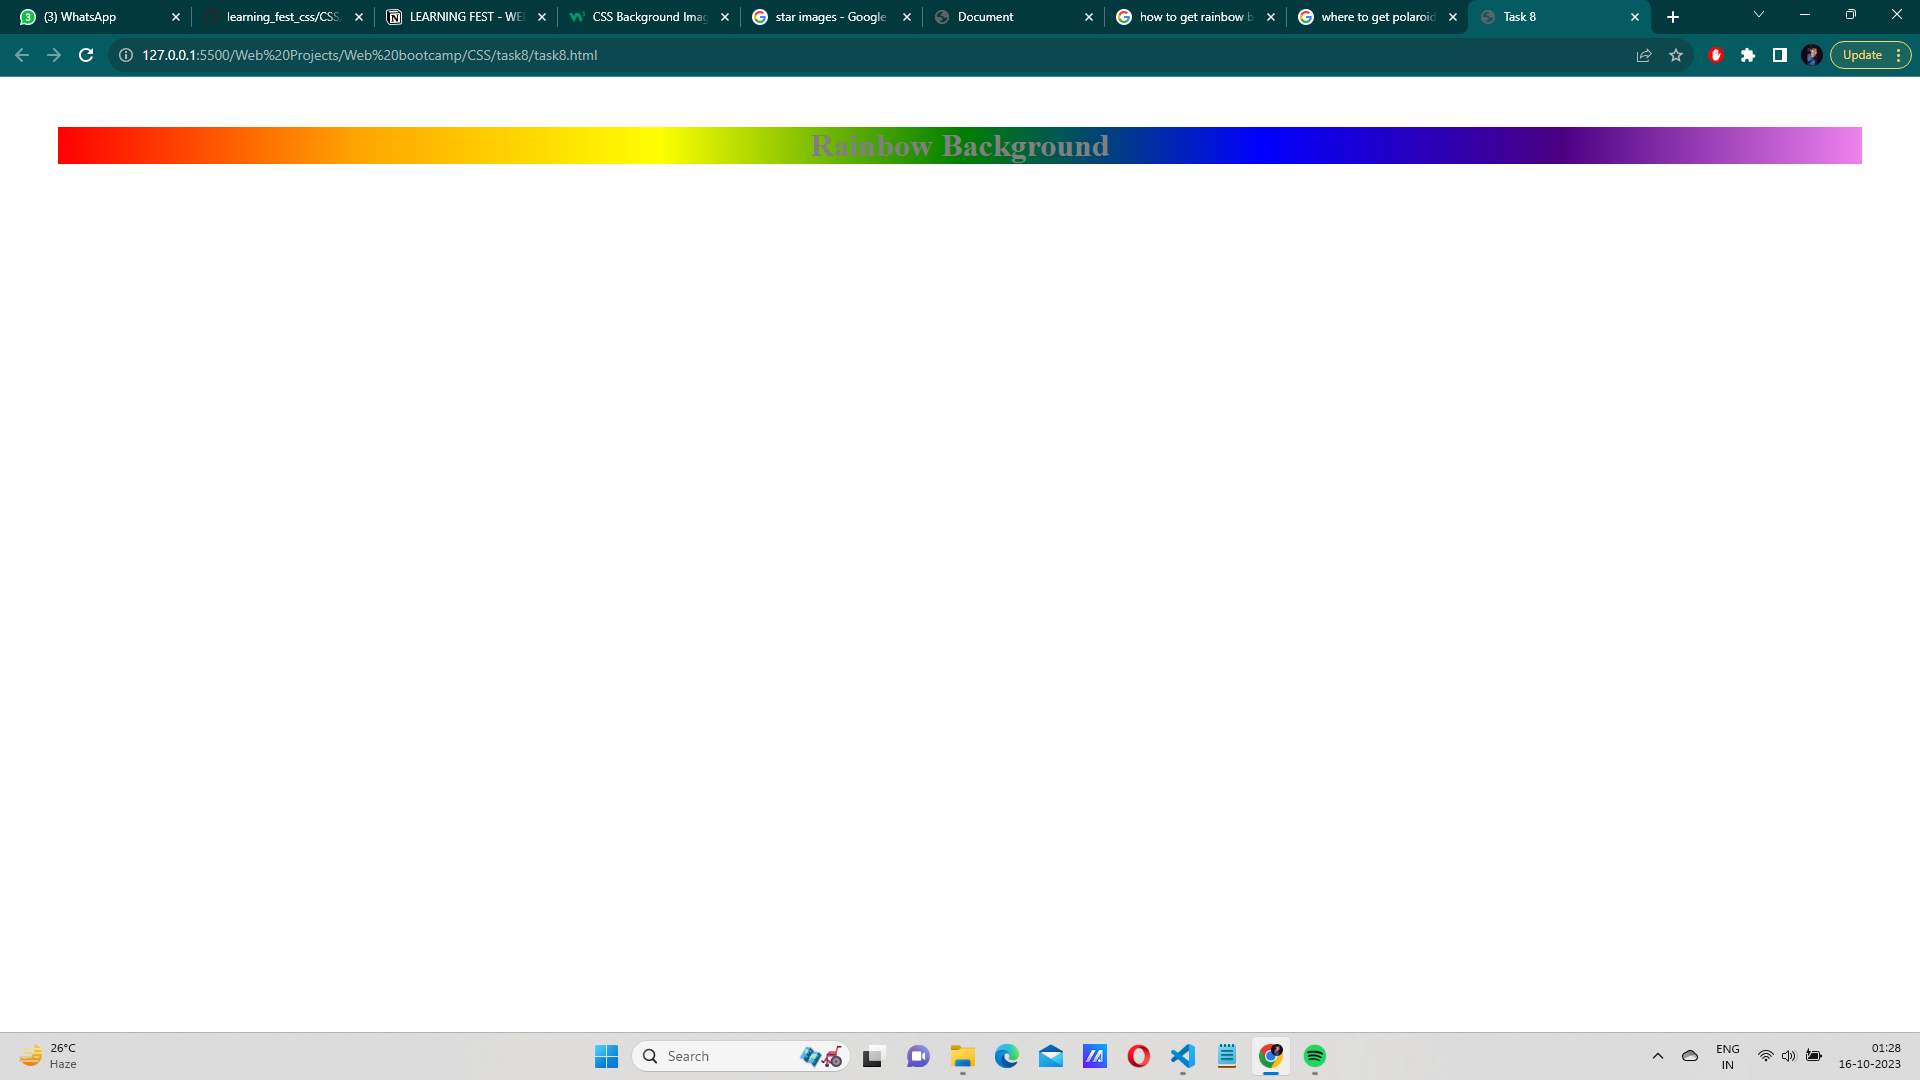 (3) WhatsApp
learning_fest_css/CSS
LEARNING FEST - WE
CSS Background Imag
star images - Google
Document
how to get rainbow b
where to get polaroid
Task 8
127.0.0.1:5500/Web%20Projects/Web%20bootcamp/CSS/task8/task8.html
Update
Rainbow Background
26°C
Haze
Search
ENG
IN
01:28
16-10-2023